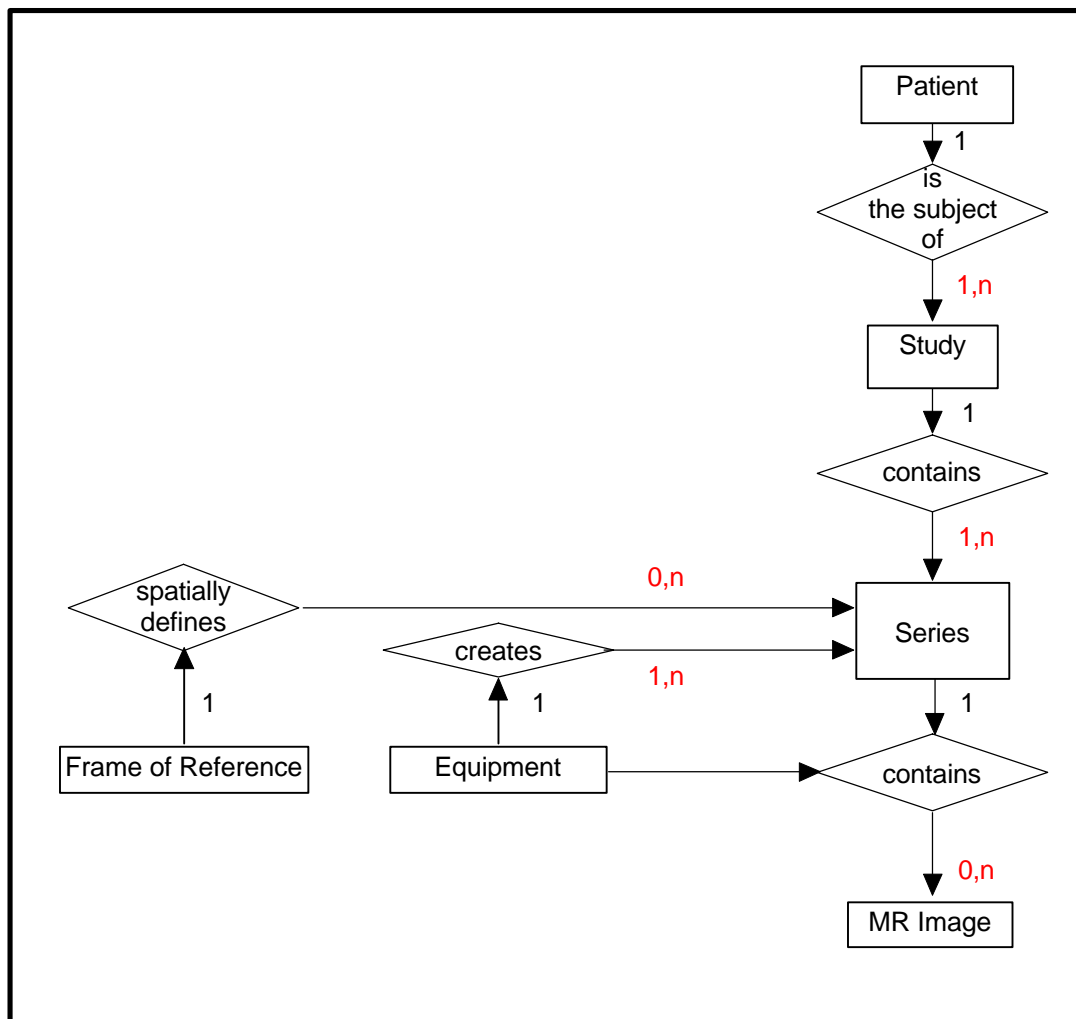 Patient
1
is
the subject
of
1,n
Study
1
contains
1,n
spatially
defines
0,n
Series
creates
1,n
1
1
1
Frame of Reference
Equipment
contains
0,n
MR Image